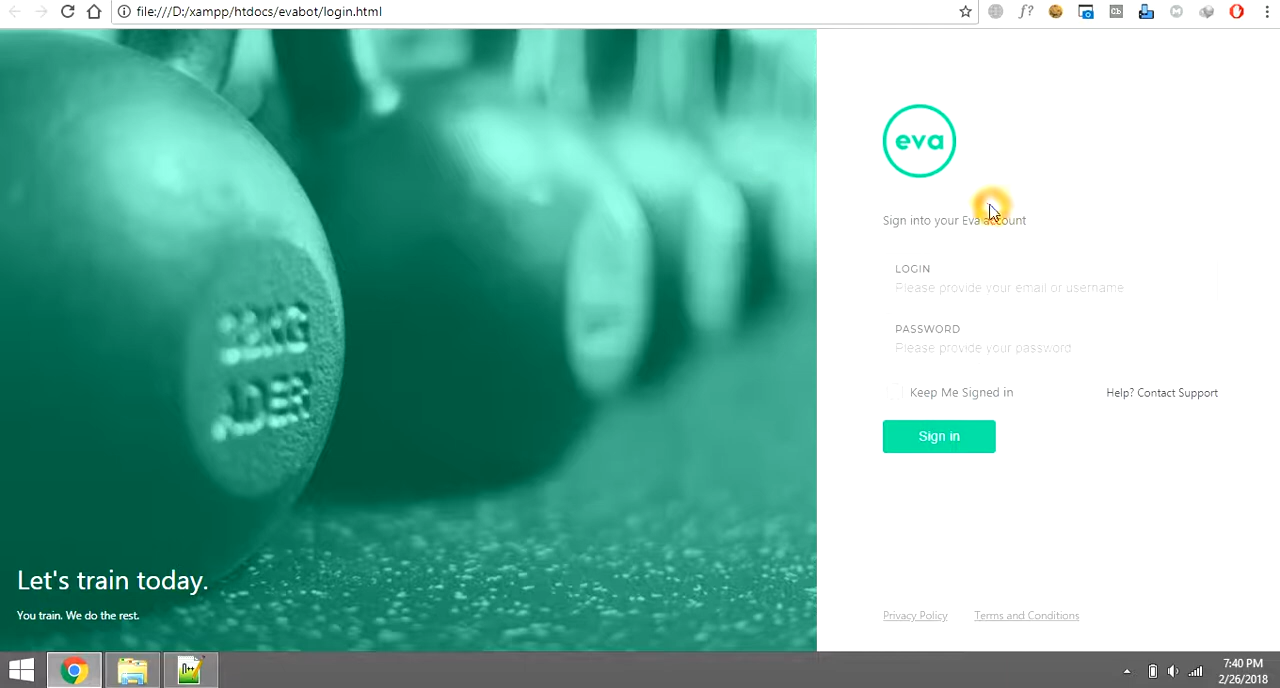 file:///D:/xampp/htdocs/evabot/login.html
f?
Cb
M
eva
Sign into your Eva account
LOGIN
Please provide your email or username
PASSWORD
Please provide your password
Keep Me Signed in
Help? Contact Support
Sign in
Let's train today.
You train. We do the rest.
Privacy Policy
Terms and Conditions
7:40 PM
2/26/2018